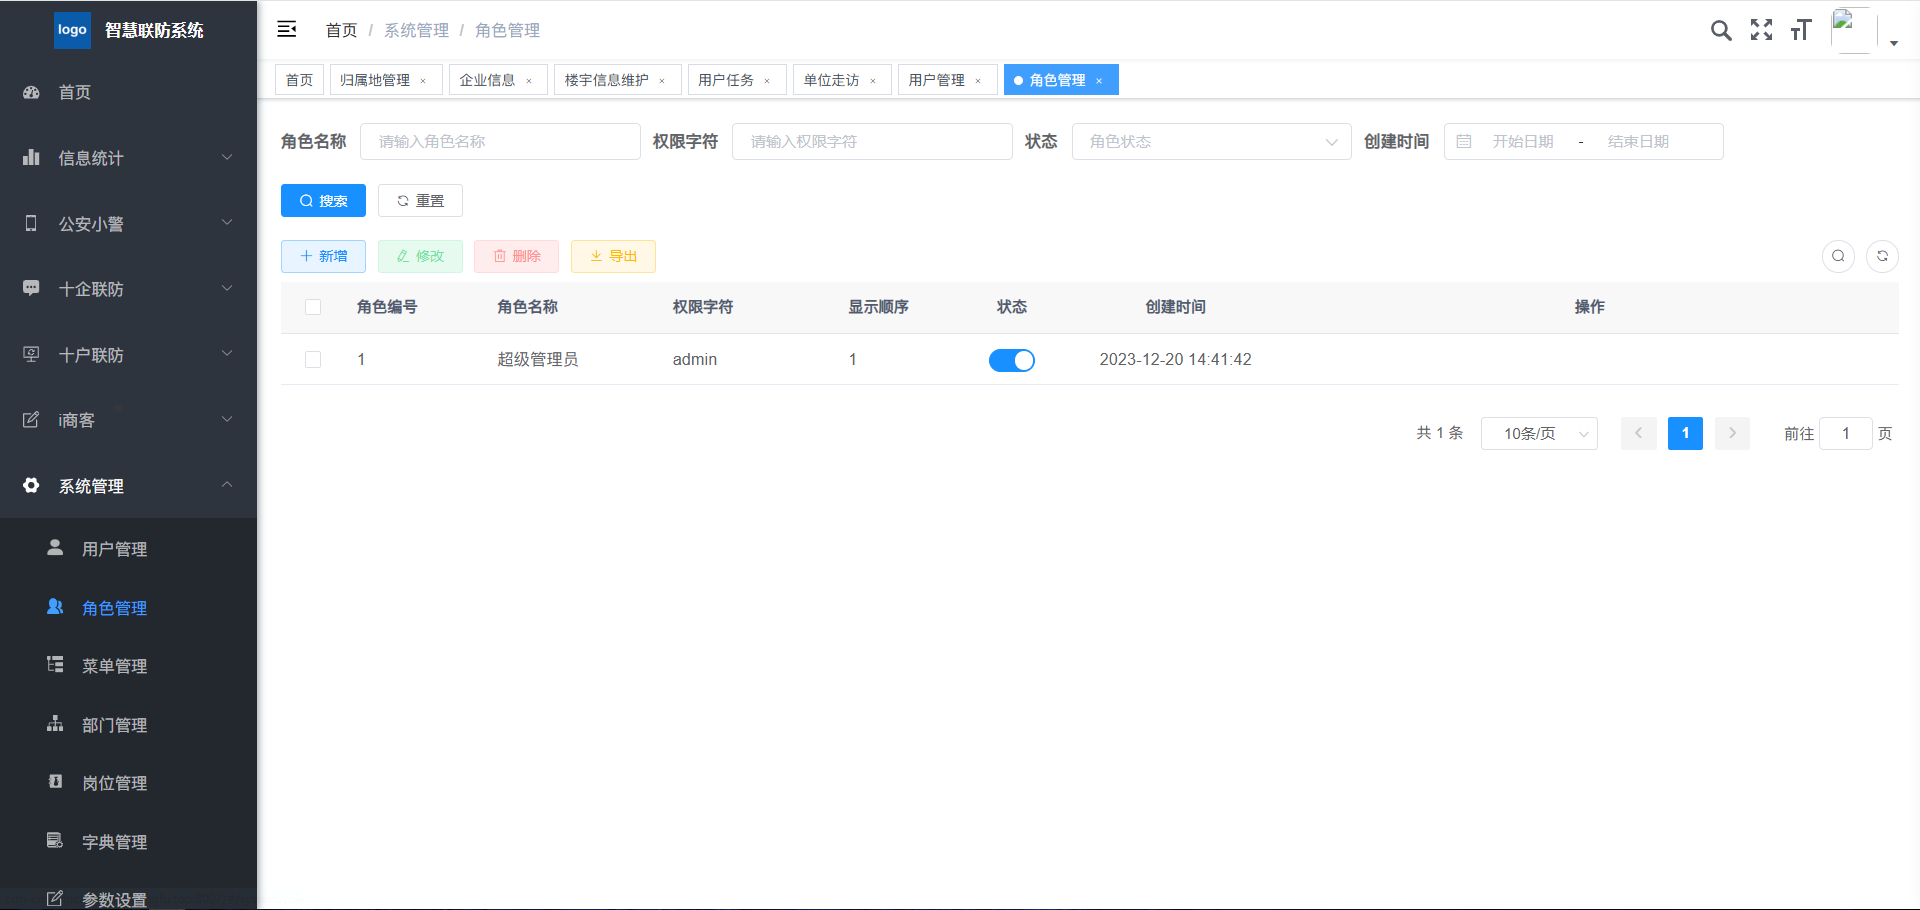 logo 智慧联防系统
首页
信息统计
公安小警
十企联防
十户联防
i商客
系统管理
用户管理
角色管理
菜单管理
部门管理
岗位管理
字典管理
参数设置
首页 / 系统管理 / 角色管理
首页 归属地管理 × 企业信息 × 楼宇信息维护 × 用户任务 × 单位走访 × 用户管理 × 角色管理 ×
角色名称 请输入角色名称 权限字符 请输入权限字符 状态 角色状态 创建时间 开始日期 - 结束日期
搜索 重置
新增 修改 删除 导出
角色编号 角色名称 权限字符 显示顺序 状态 创建时间 操作
1 超级管理员 admin 1 2023-12-20 14:41:42
共 1 条 10条/页 1 前往 1 页